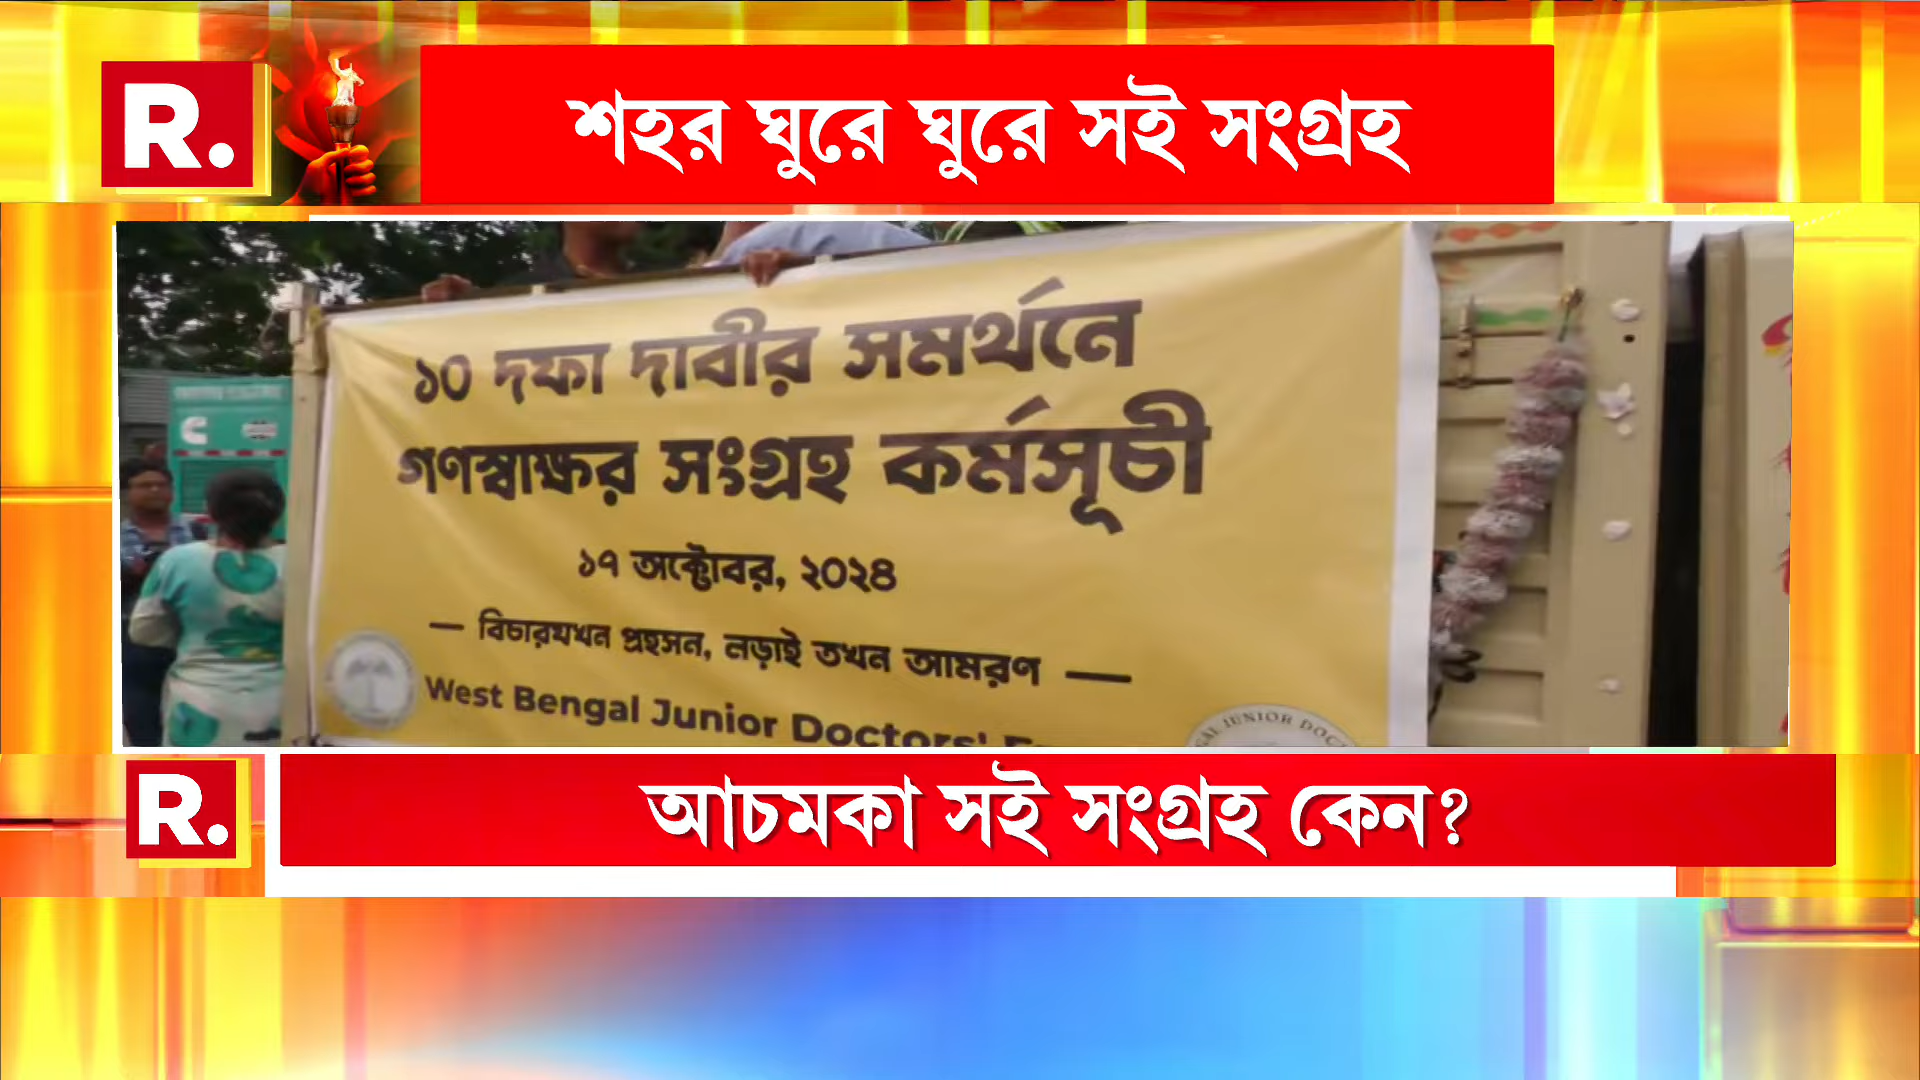 R.
শহর ঘুরে ঘুরে সই সংগ্রহ
১০ দফা দাবীর সমর্থনে
গণস্বাক্ষর সংগ্রহ কর্মসূচী
১৭ অক্টোবর, ২০২৪
— বিচারযখন প্রহসন, লড়াই তখন আমরণ —
West Bengal Junior Doctors'
JUNIOR
R.
আচমকা সই সংগ্রহ কেন?